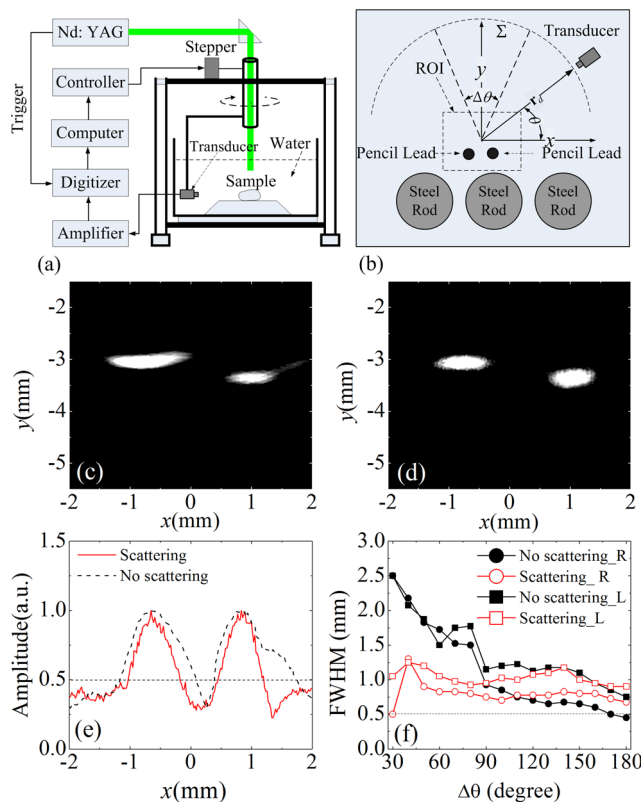 Nd: YAG
Stepper
Controller
Trigger
Computer
Water
Transducer
Digitizer
Sample
Amplifier
(a)
Transducer
Σ
ROI
y
Δθ
r_d
θ
x
Pencil Lead
Pencil Lead
Steel Rod
Steel Rod
Steel Rod
(b)
-2
-3
-4
-5
y(mm)
(c)
-2 -1 0 1 2
x(mm)
-2
-3
-4
-5
y(mm)
(d)
-2 -1 0 1 2
x(mm)
1.5
1.0
0.5
0.0
Amplitude(a.u.)
Scattering
No scattering
(e)
-2 -1 0 1 2
x(mm)
3.0
2.5
2.0
1.5
1.0
0.5
0.0
FWHM (mm)
No scattering_R
Scattering_ R
No scattering_L
Scattering_L
(f)
30 60 90 120 150 180
Δθ (degree)